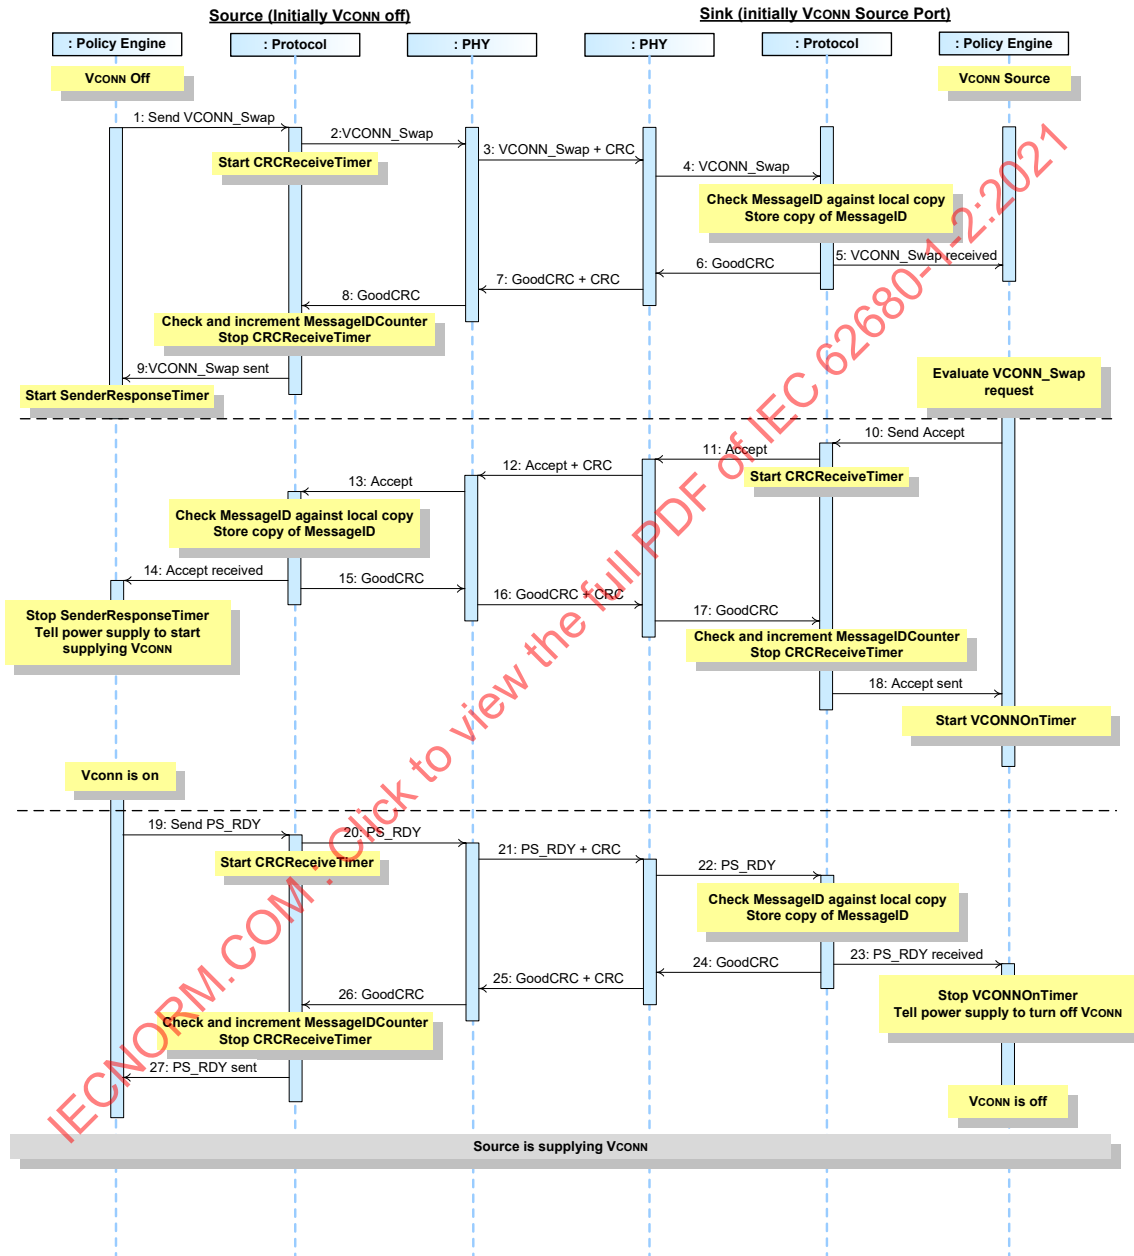 Source (Initially VCONN off)
Sink (initially VCONN Source Port)
: Policy Engine
: Protocol
: PHY
: PHY
: Protocol
: Policy Engine
VCONN Off
VCONN Source
1: Send VCONN_Swap
2:VCONN_Swap
Start CRCReceiveTimer
3: VCONN_Swap + CRC
4: VCONN_Swap
Check MessageID against local copy
Store copy of MessageID
5: VCONN_Swap received
6: GoodCRC
7: GoodCRC + CRC
8: GoodCRC
Check and increment MessageIDCounter
Stop CRCReceiveTimer
9:VCONN_Swap sent
Start SenderResponseTimer
Evaluate VCONN_Swap
request
10: Send Accept
11: Accept
Start CRCReceiveTimer
12: Accept + CRC
13: Accept
Check MessageID against local copy
Store copy of MessageID
14: Accept received
15: GoodCRC
16: GoodCRC + CRC
17: GoodCRC
Stop SenderResponseTimer
Tell power supply to start
supplying VCONN
Check and increment MessageIDCounter
Stop CRCReceiveTimer
18: Accept sent
Start VCONNOnTimer
Vconn is on
19: Send PS_RDY
20: PS_RDY
Start CRCReceiveTimer
21: PS_RDY + CRC
22: PS_RDY
Check MessageID against local copy
Store copy of MessageID
23: PS_RDY received
24: GoodCRC
25: GoodCRC + CRC
26: GoodCRC
Stop VCONNOnTimer
Tell power supply to turn off VCONN
Check and increment MessageIDCounter
Stop CRCReceiveTimer
27: PS_RDY sent
VCONN is off
Source is supplying VCONN
IECNORM.COM : Click to view the full PDF of IEC 62680-1-2:2021